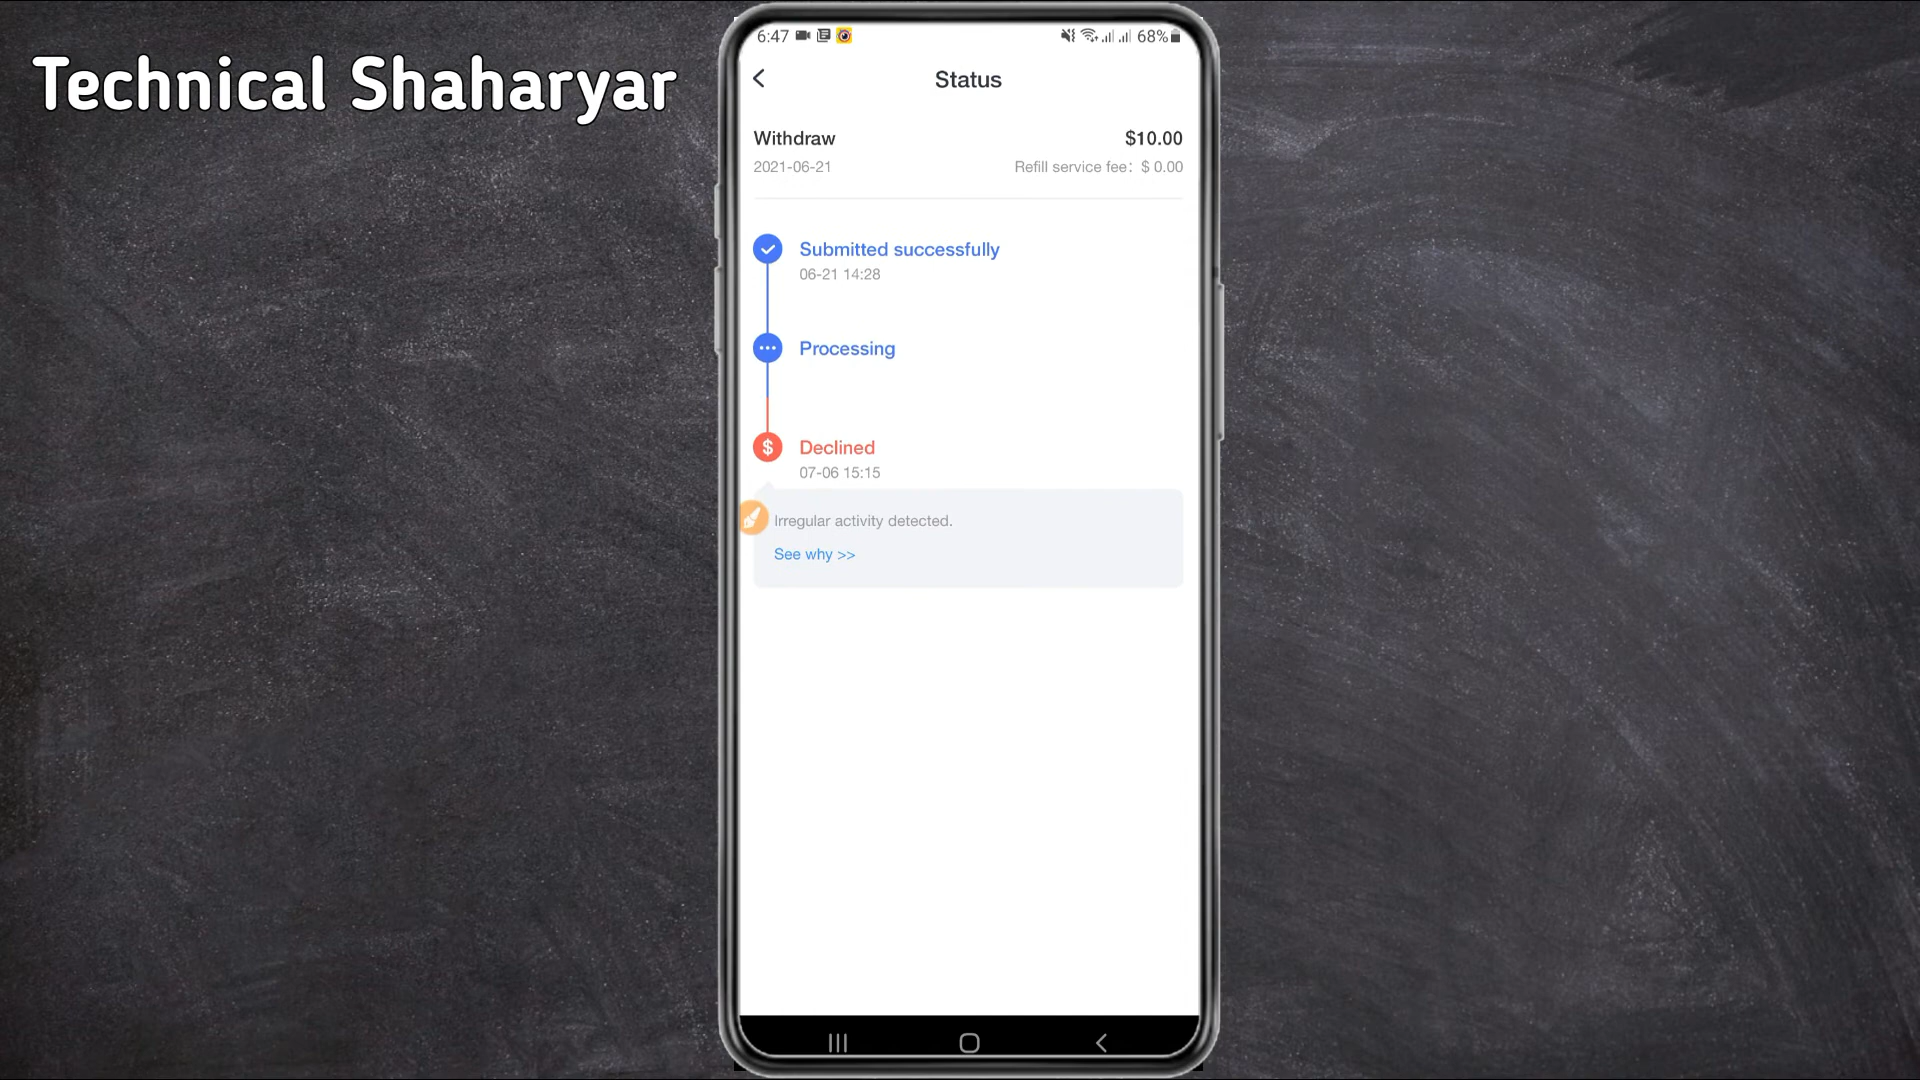 Technical Shaharyar
6:47
68%
Status
Withdraw
$10.00
2021-06-21
Refill service fee: $ 0.00
Submitted successfully
06-21 14:28
Processing
$
Declined
07-06 15:15
Irregular activity detected.
See why >>